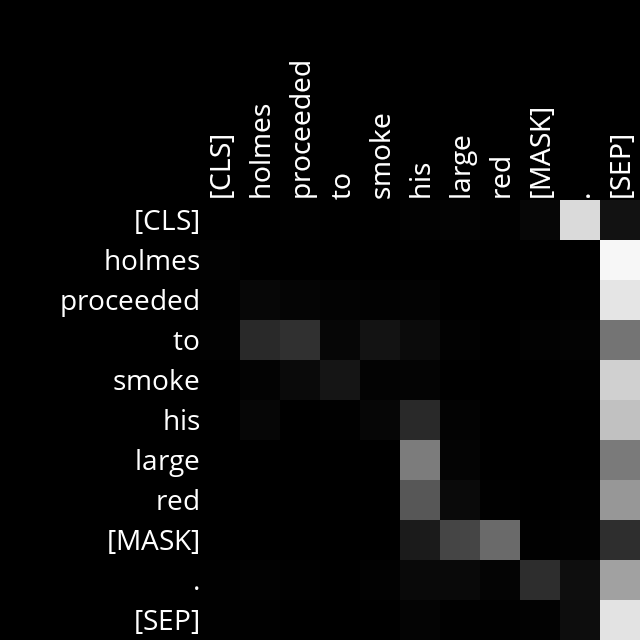 [CLS] holmes proceeded to smoke his large red [MASK] . [SEP]
[CLS]
holmes
proceeded
to
smoke
his
large
red
[MASK]
.
[SEP]